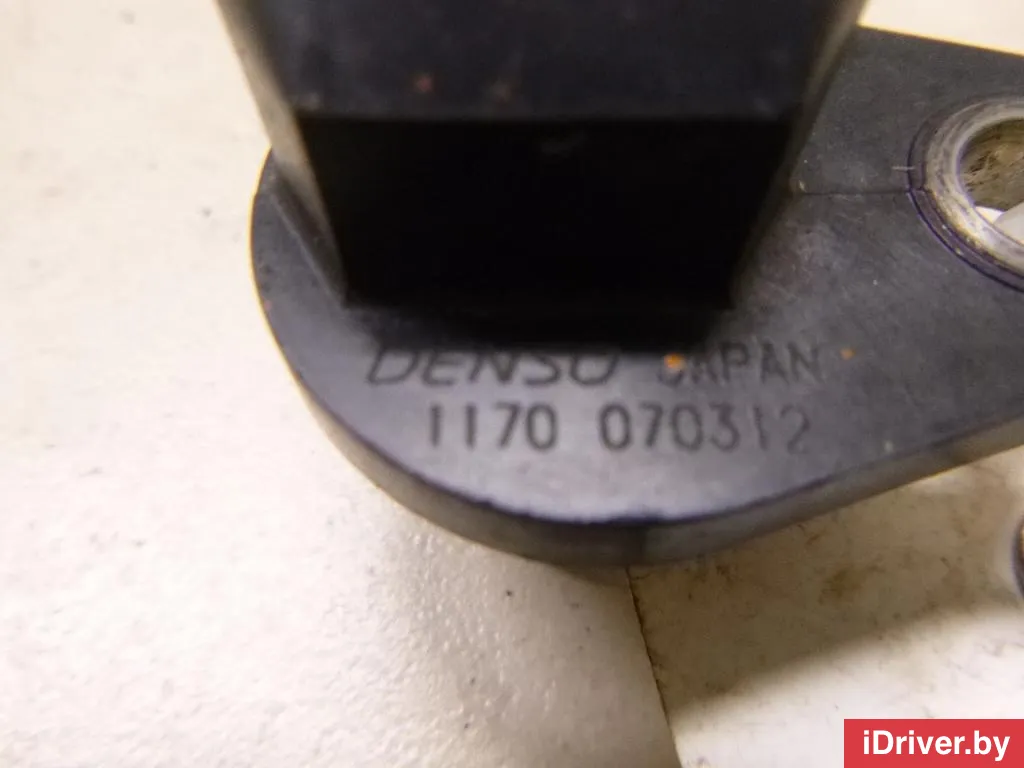 DENSO JAPAN
1170 070312
iDriver.by